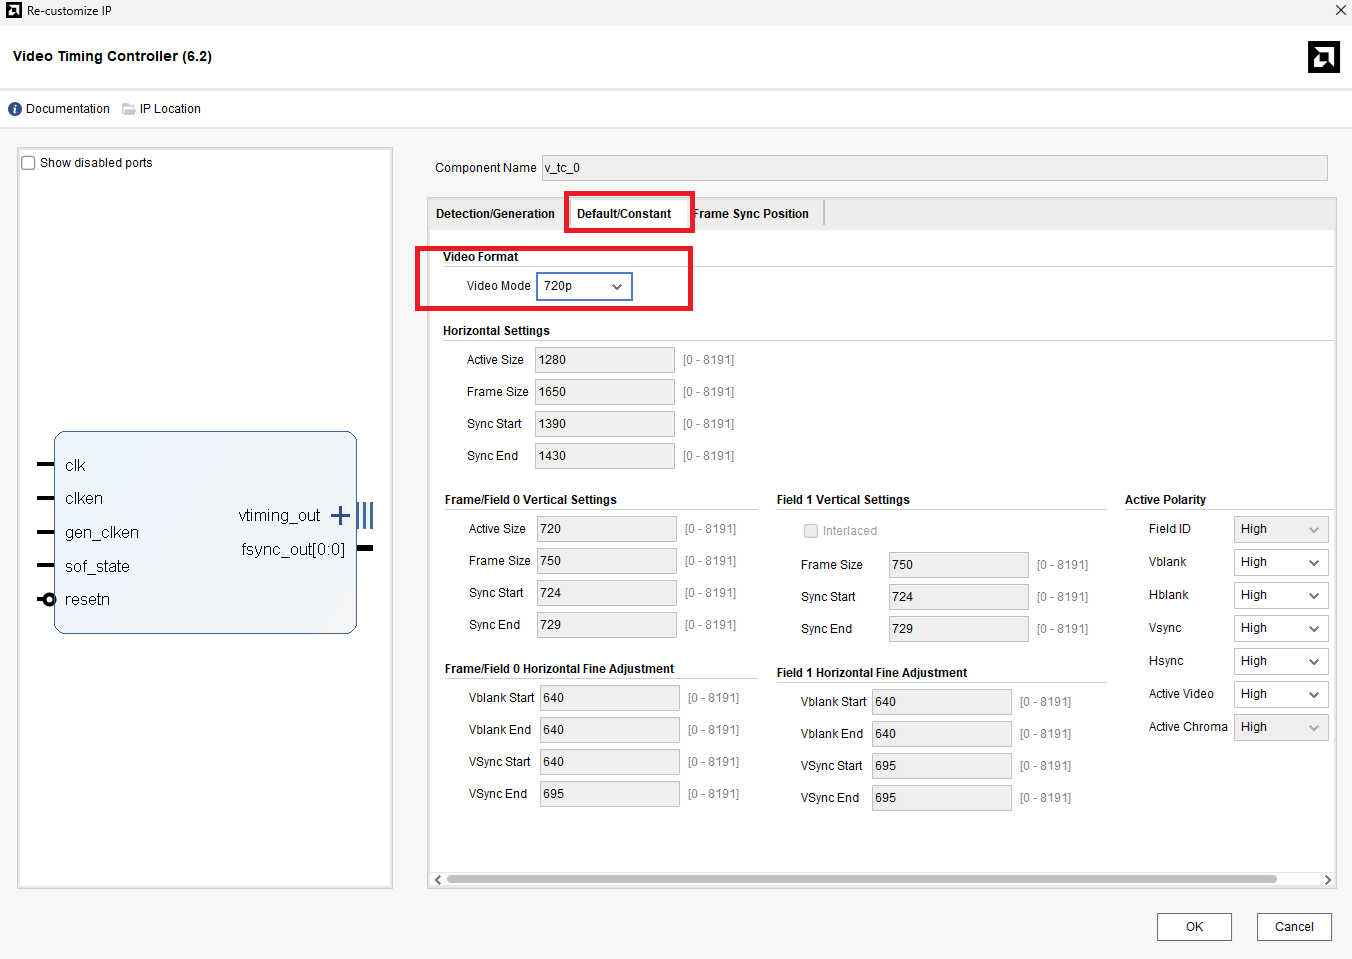 Re-customize IP
Video Timing Controller (6.2)
Documentation IP Location
Show disabled ports
clk
clken
gen_clken
sof_state
resetn
vtiming_out
fsync_out[0:0]
Component Name v_tc_0
Detection/Generation Default/Constant Frame Sync Position
Video Format
Video Mode 720p
Horizontal Settings
Active Size 1280 [0 - 8191]
Frame Size 1650 [0 - 8191]
Sync Start 1390 [0 - 8191]
Sync End 1430 [0 - 8191]
Frame/Field 0 Vertical Settings
Active Size 720 [0 - 8191]
Frame Size 750 [0 - 8191]
Sync Start 724 [0 - 8191]
Sync End 729 [0 - 8191]
Field 1 Vertical Settings
Interlaced
Frame Size 750 [0 - 8191]
Sync Start 724 [0 - 8191]
Sync End 729 [0 - 8191]
Active Polarity
Field ID High
Vblank High
Hblank High
Vsync High
Hsync High
Active Video High
Active Chroma High
Frame/Field 0 Horizontal Fine Adjustment
Vblank Start 640 [0 - 8191]
Vblank End 640 [0 - 8191]
VSync Start 640 [0 - 8191]
VSync End 695 [0 - 8191]
Field 1 Horizontal Fine Adjustment
Vblank Start 640 [0 - 8191]
Vblank End 640 [0 - 8191]
VSync Start 695 [0 - 8191]
VSync End 695 [0 - 8191]
OK Cancel